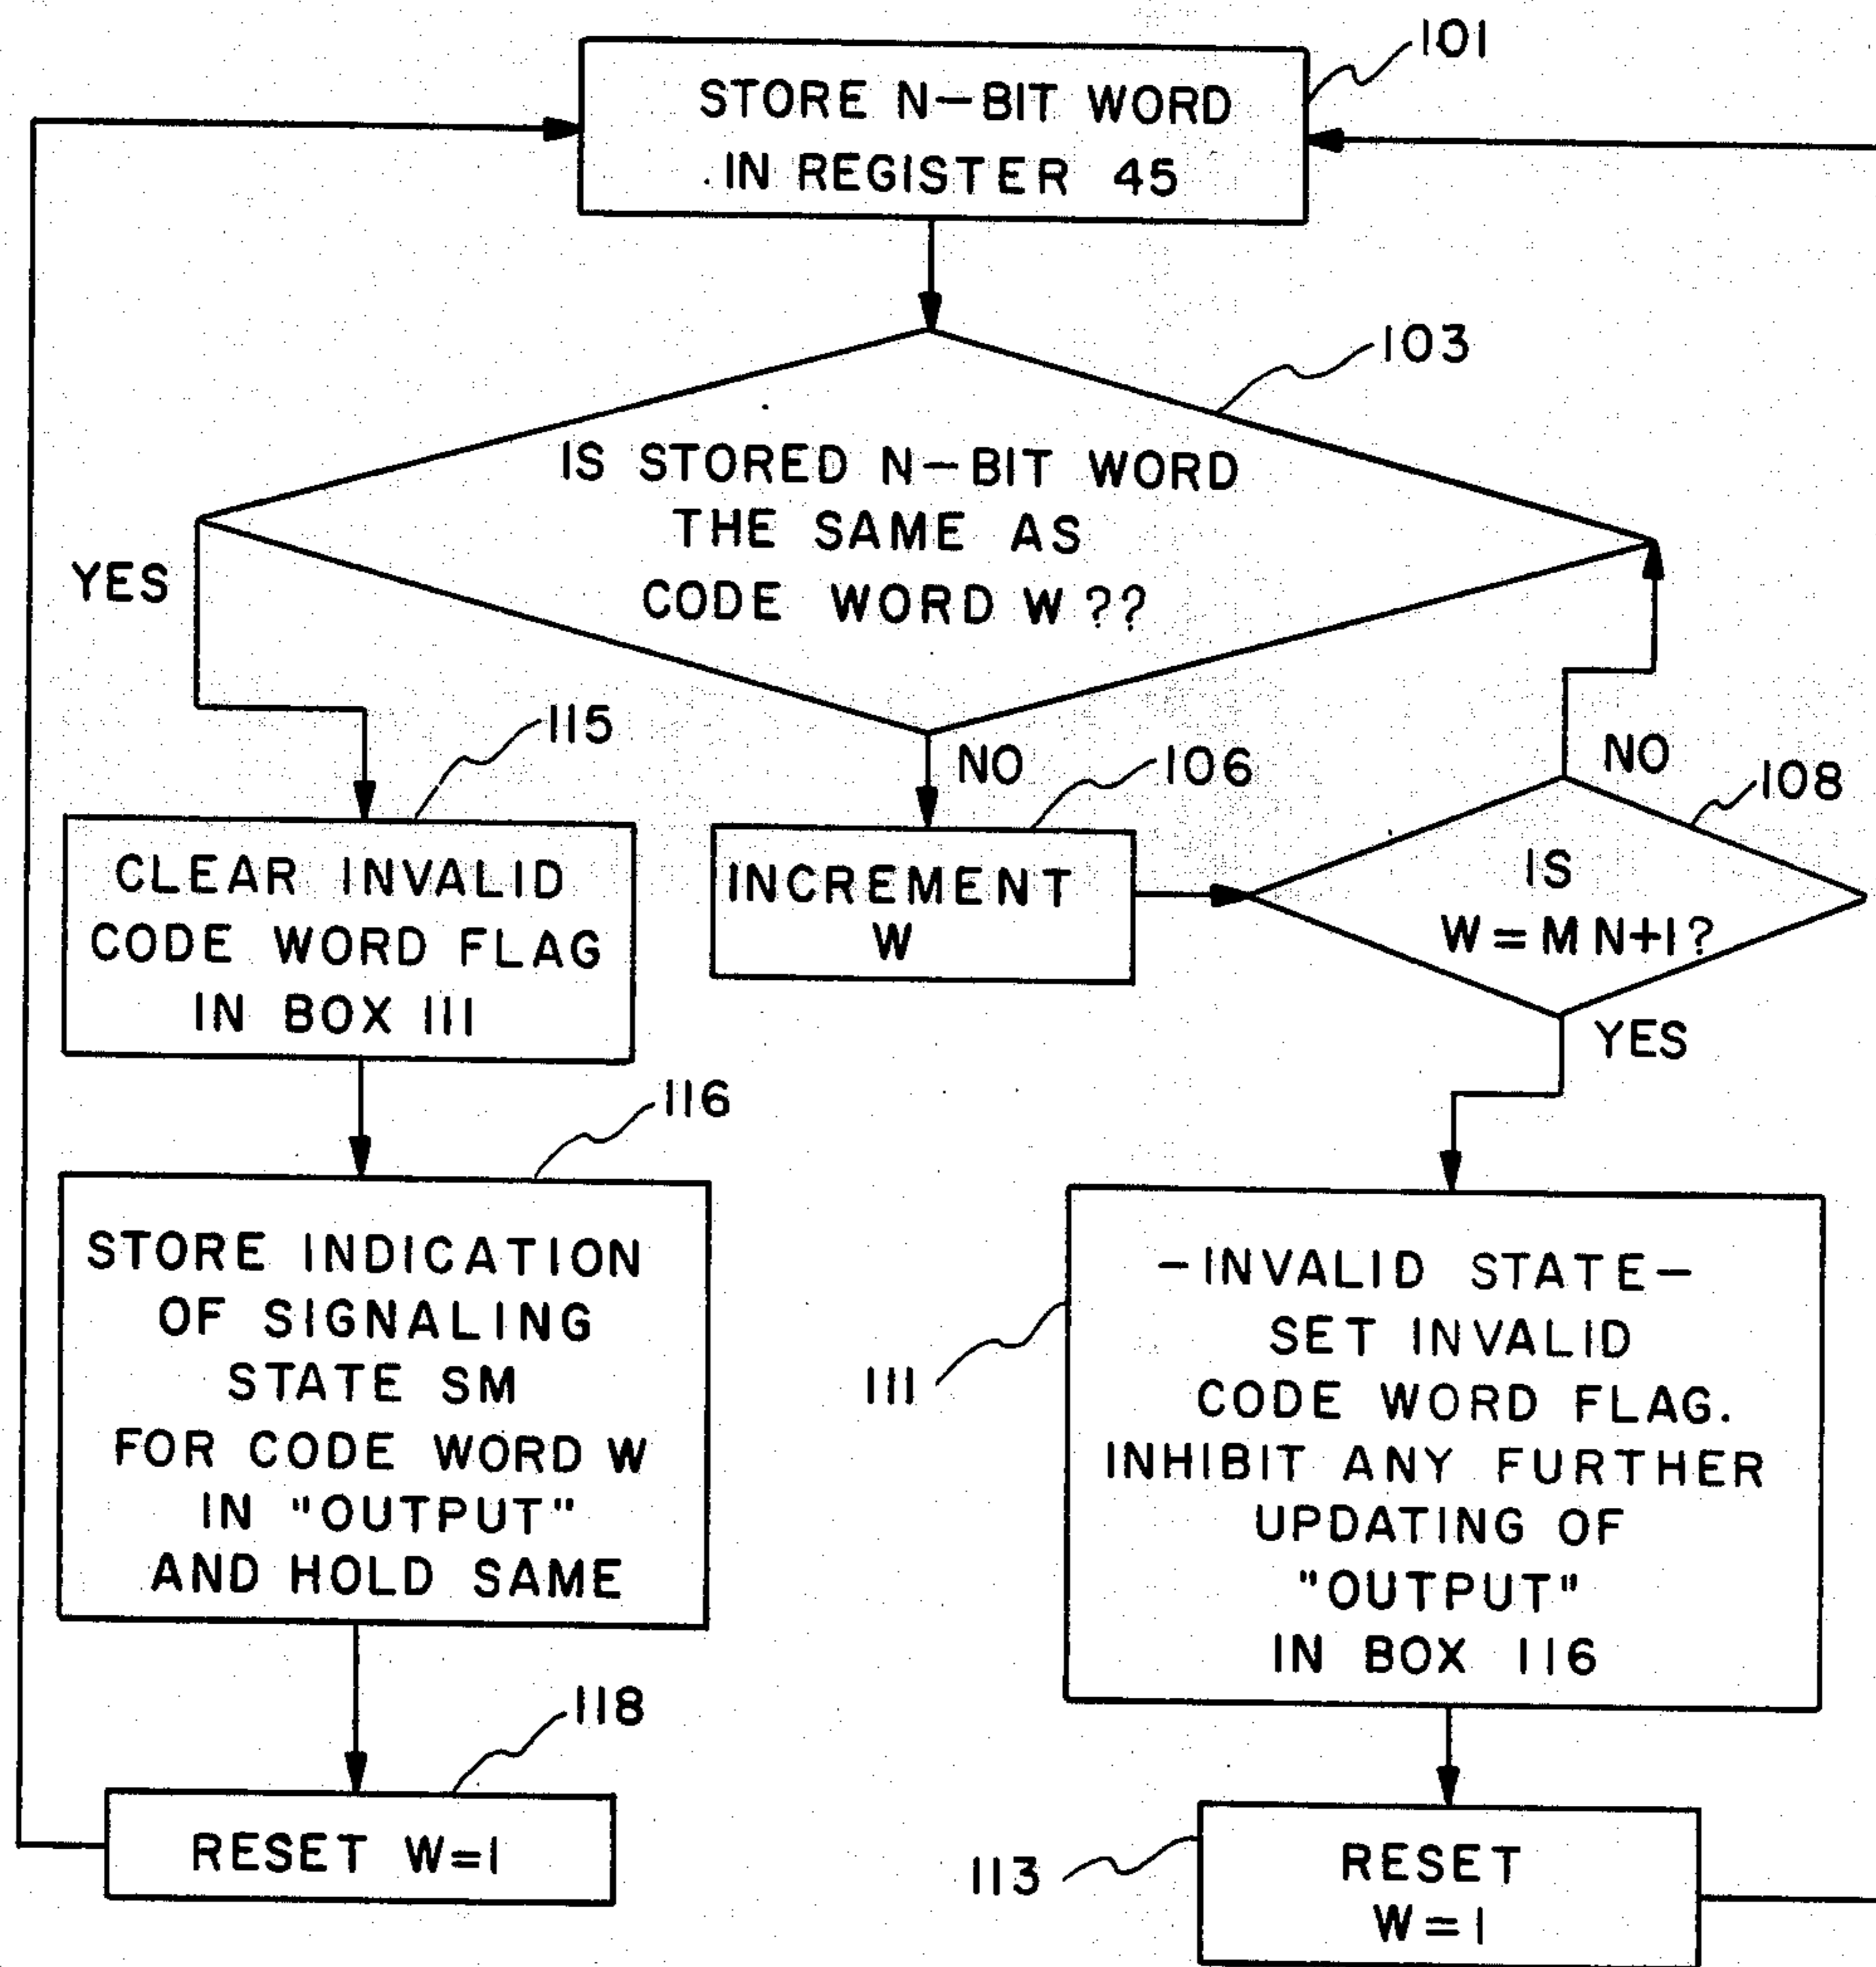 101
STORE N-BIT WORD
IN REGISTER 45
103
IS STORED N-BIT WORD
THE SAME AS
CODE WORD W??
YES
NO
115
CLEAR INVALID
CODE WORD FLAG
IN BOX 111
106
INCREMENT
W
NO
108
IS
W=MN+1?
YES
116
STORE INDICATION
OF SIGNALING
STATE SM
FOR CODE WORD W
IN "OUTPUT"
AND HOLD SAME
111
-INVALID STATE-
SET INVALID
CODE WORD FLAG.
INHIBIT ANY FURTHER
UPDATING OF
"OUTPUT"
IN BOX 116
118
RESET W=1
113
RESET
W=1